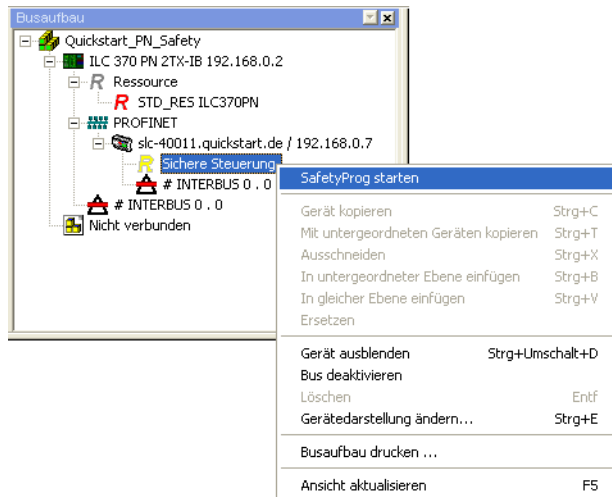 Busaufbau
Quickstart_PN_Safety
ILC 370 PN 2TX-IB 192.168.0.2
R Ressource
R STD_RES ILC370PN
PROFINET
slc-40011.quickstart.de / 192.168.0.7
R Sichere Steuerung
# INTERBUS 0 . 0
# INTERBUS 0 . 0
Nicht verbunden
SafetyProg starten
Gerät kopieren Strg+C
Mit untergeordneten Geräten kopieren Strg+T
Ausschneiden Strg+X
In untergeordneter Ebene einfügen Strg+B
In gleicher Ebene einfügen Strg+V
Ersetzen
Gerät ausblenden Strg+Umschalt+D
Bus deaktivieren
Löschen Entf
Gerätedarstellung ändern... Strg+E
Busaufbau drucken ...
Ansicht aktualisieren F5